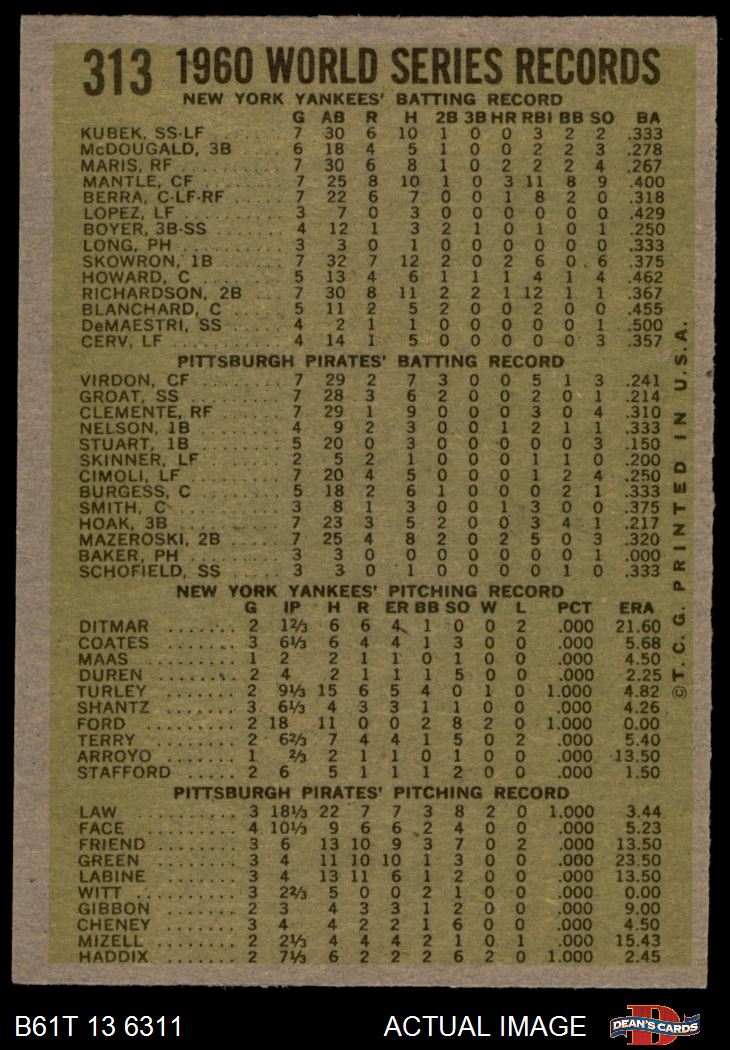 313 1960 WORLD SERIES RECORDS
NEW YORK YANKEES' BATTING RECORD
G AB R H 2B 3B HR RBI BB SO BA
KUBEK, SS-LF ........ 7 30 6 10 1 0 0 3 2 2 .333
McDOUGALD, 3B ... 6 18 4 5 1 0 0 2 2 3 .278
MARIS, RF ........ 7 30 6 8 1 0 2 2 2 4 .267
MANTLE, CF ....... 7 25 8 10 1 0 3 11 8 9 .400
BERRA, C-LF-RF .... 7 22 6 7 0 0 1 8 2 0 .318
LOPEZ, LF ........ 3 7 0 3 0 0 0 0 0 0 .429
BOYER, 3B-SS ..... 4 12 1 3 2 1 0 1 0 1 .250
LONG, PH ........ 3 3 0 1 0 0 0 0 0 0 .333
SKOWRON, 1B ..... 7 32 7 12 2 0 2 6 0 6 .375
HOWARD, C ....... 5 13 4 6 1 1 1 4 1 4 .462
RICHARDSON, 2B ... 7 30 8 11 2 2 1 12 1 1 .367
BLANCHARD, C .... 5 11 2 5 2 0 0 2 0 0 .455
DeMAESTRI, SS .... 4 2 1 1 0 0 0 0 0 1 .500
CERV, LF ........ 4 14 1 5 0 0 0 0 0 3 .357
PITTSBURGH PIRATES' BATTING RECORD
VIRDON, CF ....... 7 29 2 7 3 0 0 5 1 3 .241
GROAT, SS ........ 7 28 3 6 2 0 0 2 0 1 .214
CLEMENTE, RF ..... 7 29 1 9 0 0 0 3 0 4 .310
NELSON, 1B ....... 4 9 2 3 0 0 1 2 1 1 .333
STUART, 1B ....... 5 20 0 3 0 0 0 0 0 3 .150
SKINNER, LF ...... 2 5 2 1 0 0 0 1 1 0 .200
CIMOLI, LF ....... 7 20 4 5 0 0 0 1 2 4 .250
BURGESS, C ....... 5 18 2 6 1 0 0 0 2 1 .333
SMITH, C ........ 3 8 1 3 0 0 1 3 0 0 .375
HOAK, 3B ........ 7 23 3 5 2 0 0 3 4 1 .217
MAZEROSKI, 2B .... 7 25 4 8 2 0 2 5 0 3 .320
BAKER, PH ........ 3 3 0 0 0 0 0 0 0 1 .000
SCHOFIELD, SS .... 3 3 0 1 0 0 0 0 1 0 .333
NEW YORK YANKEES' PITCHING RECORD
G IP H R ER BB SO W L PCT ERA
DITMAR ....... 2 1⅔ 6 6 4 1 0 0 2 .000 21.60
COATES ....... 3 6⅓ 6 4 4 1 3 0 0 .000 5.68
MAAS ........ 1 2 2 1 1 0 1 0 0 .000 4.50
DUREN ........ 2 4 2 1 1 1 5 0 0 .000 2.25
TURLEY ....... 2 9⅓ 15 6 5 4 0 1 0 1.000 4.82
SHANTZ ....... 3 6⅓ 4 3 3 1 1 0 0 .000 4.26
FORD ........ 2 18 11 0 0 2 8 2 0 1.000 0.00
TERRY ........ 2 6⅔ 7 4 4 1 5 0 2 .000 5.40
ARROYO ....... 1 ⅔ 2 1 1 0 1 0 0 .000 13.50
STAFFORD ..... 2 6 5 1 1 1 2 0 0 .000 1.50
PITTSBURGH PIRATES' PITCHING RECORD
LAW ......... 3 18⅓ 22 7 7 3 8 2 0 1.000 3.44
FACE ......... 4 10⅓ 9 6 6 2 4 0 0 .000 5.23
FRIEND ....... 3 6 13 10 9 3 7 0 2 .000 13.50
GREEN ........ 3 4 11 10 10 1 3 0 0 .000 23.50
LABINE ....... 3 4 13 11 6 1 2 0 0 .000 13.50
WITT ......... 3 2⅔ 5 0 0 2 1 0 0 .000 0.00
GIBBON ....... 2 3 4 3 3 1 2 0 0 .000 9.00
CHENEY ....... 3 4 4 2 2 1 6 0 0 .000 4.50
MIZELL ....... 2 2⅓ 4 4 4 2 1 0 1 .000 15.43
HADDIX ....... 2 7⅓ 6 2 2 2 6 2 0 1.000 2.45
© T.C.G. PRINTED IN U.S.A.
B61T 13 6311 ACTUAL IMAGE
D
DEAN'S CARDS